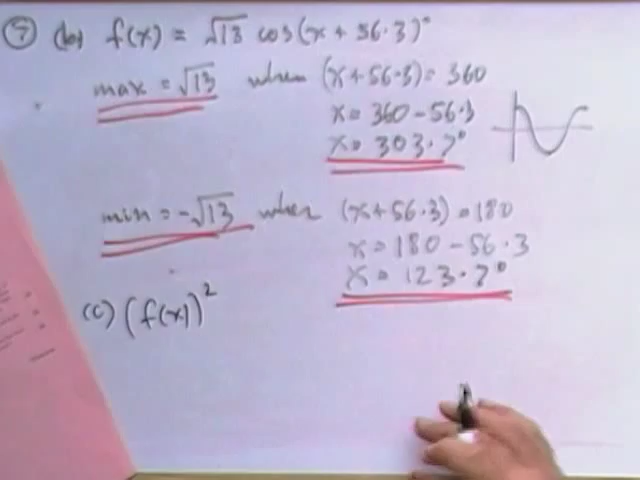 ⑦ (b) f(x) = √13 cos(x + 56.3)°
max = √13 when (x+56.3) = 360
x = 360 - 56.3
x = 303.7°
min = -√13 when (x+56.3) = 180
x = 180 - 56.3
x = 123.7°
(c) (f(x))²